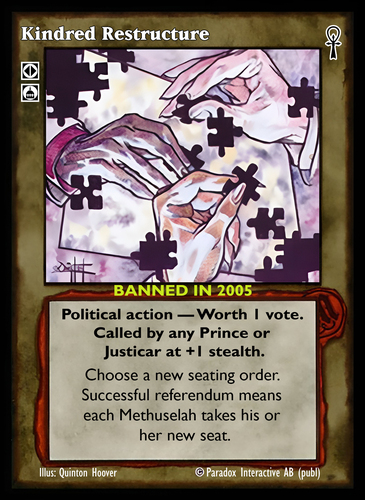 Kindred Restructure
BANNED IN 2005
Political action — Worth 1 vote.
Called by any Prince or
Justicar at +1 stealth.
Choose a new seating order.
Successful referendum means
each Methuselah takes his or
her new seat.
Illus: Quinton Hoover
© Paradox Interactive AB (publ)